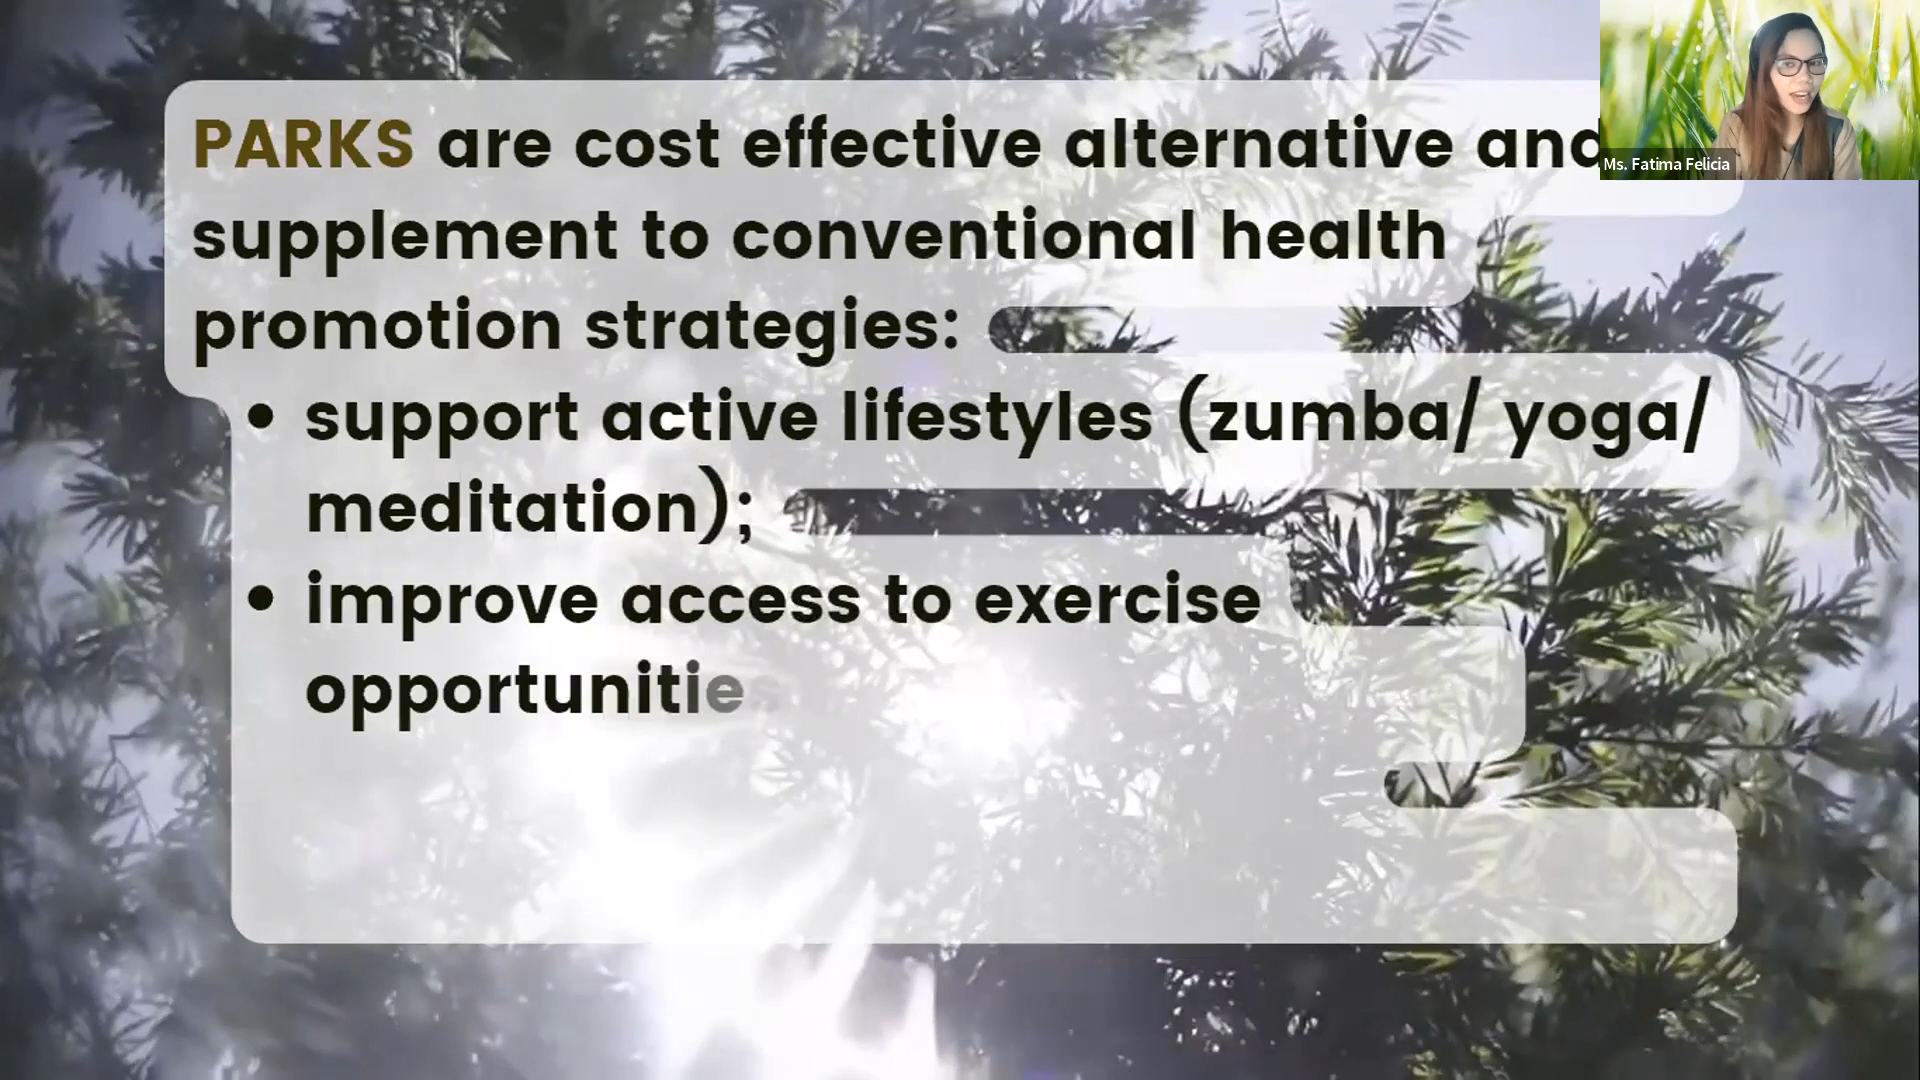 PARKS are cost effective alternative and
supplement to conventional health
promotion strategies:
• support active lifestyles (zumba/ yoga/
meditation);
• improve access to exercise
opportunities
Ms. Fatima Felicia